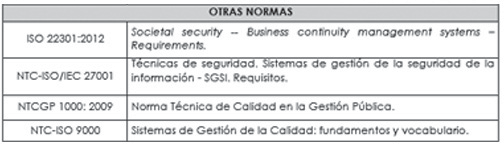 OTRAS NORMAS
ISO 22301:2012
Societal security -- Business continuity management systems –
Requirements.
NTC-ISO/IEC 27001
Técnicas de seguridad. Sistemas de gestión de la seguridad de la
información - SGSI. Requisitos.
NTCGP 1000: 2009
Norma Técnica de Calidad en la Gestión Pública.
NTC-ISO 9000
Sistemas de Gestión de la Calidad: fundamentos y vocabulario.